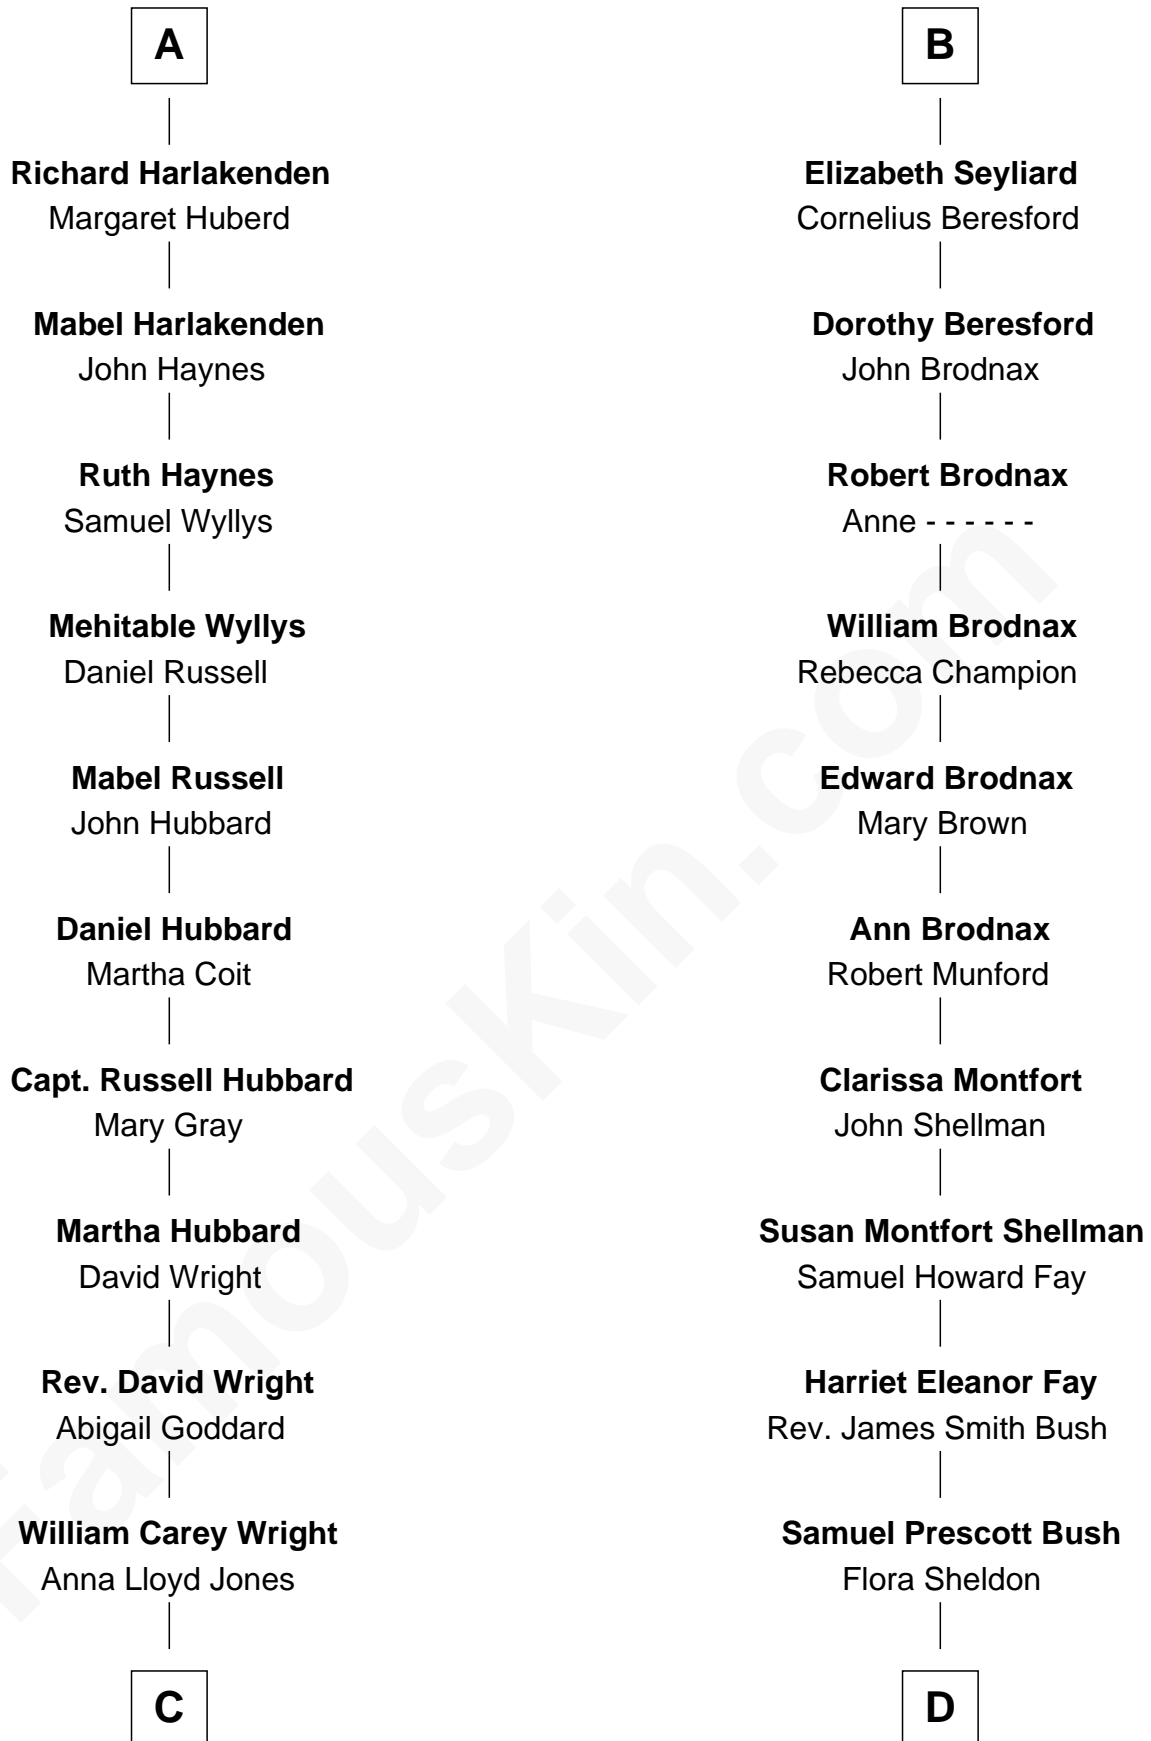 A
Richard Harlakenden
Margaret Huberd
Mabel Harlakenden
John Haynes
Ruth Haynes
Samuel Wyllys
Mehitable Wyllys
Daniel Russell
Mabel Russell
John Hubbard
Daniel Hubbard
Martha Coit
Capt. Russell Hubbard
Mary Gray
Martha Hubbard
David Wright
Rev. David Wright
Abigail Goddard
William Carey Wright
Anna Lloyd Jones
C
B
Elizabeth Seyliard
Cornelius Beresford
Dorothy Beresford
John Brodnax
Robert Brodnax
Anne - - - - - -
William Brodnax
Rebecca Champion
Edward Brodnax
Mary Brown
Ann Brodnax
Robert Munford
Clarissa Montfort
John Shellman
Susan Montfort Shellman
Samuel Howard Fay
Harriet Eleanor Fay
Rev. James Smith Bush
Samuel Prescott Bush
Flora Sheldon
D
FamousKin.com